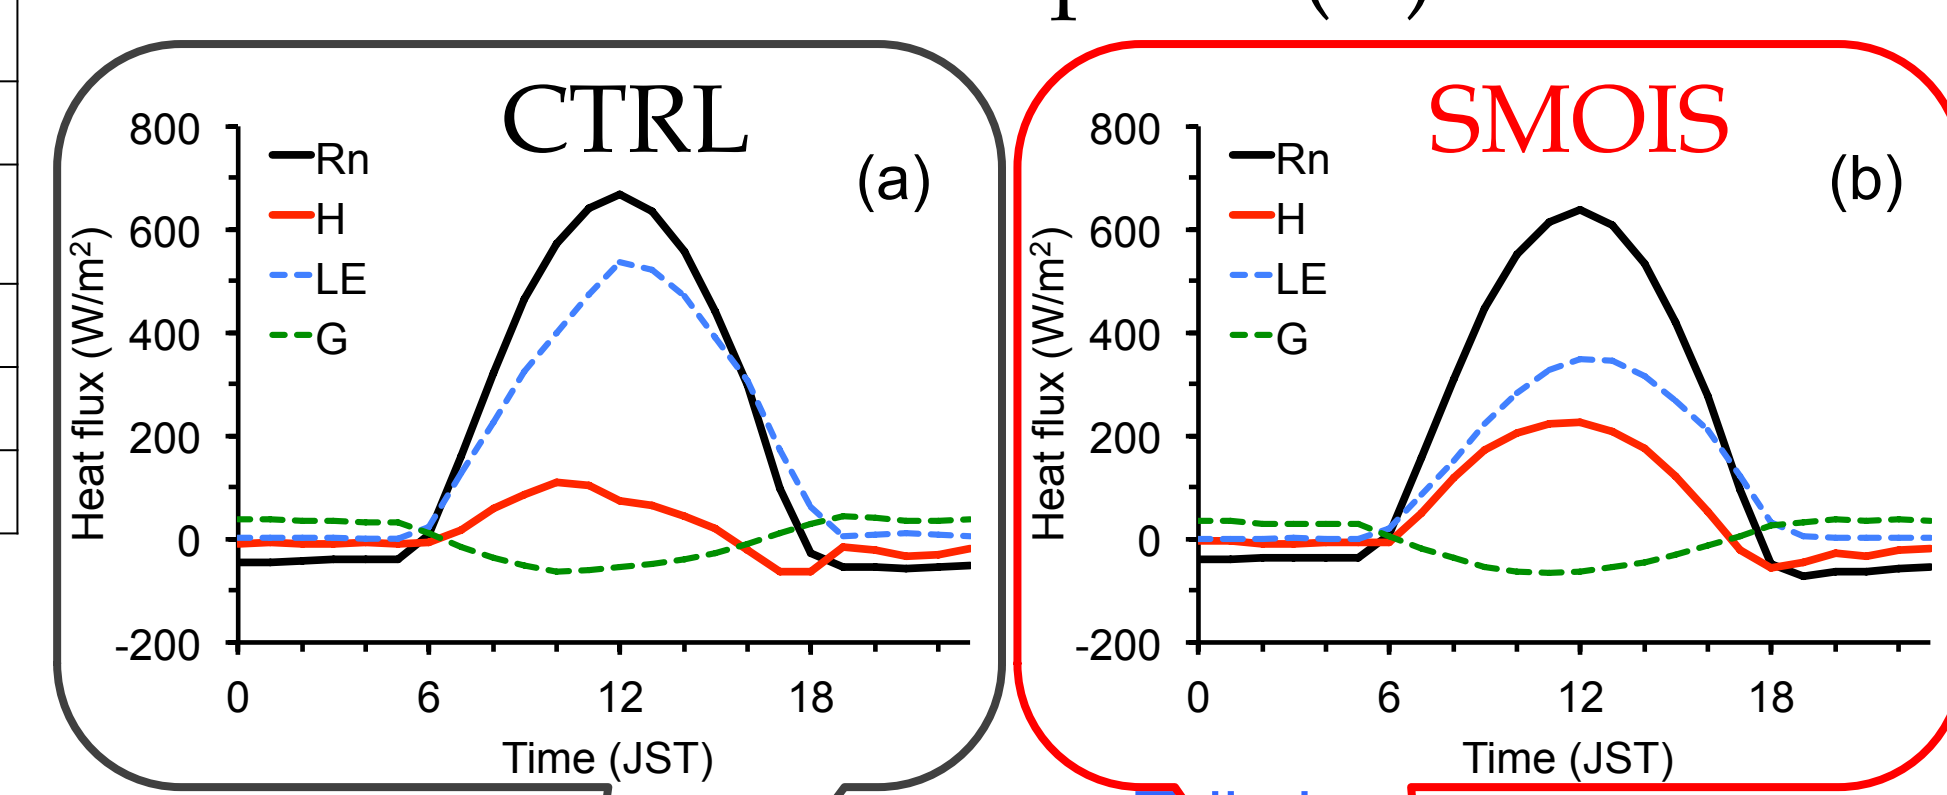 CTRL
(a)
Heat flux (W/m²)
800
600
400
200
0
-200
Rn
H
LE
G
0 6 12 18
Time (JST)
SMOIS
(b)
Heat flux (W/m²)
800
600
400
200
0
-200
Rn
H
LE
G
0 6 12 18
Time (JST)